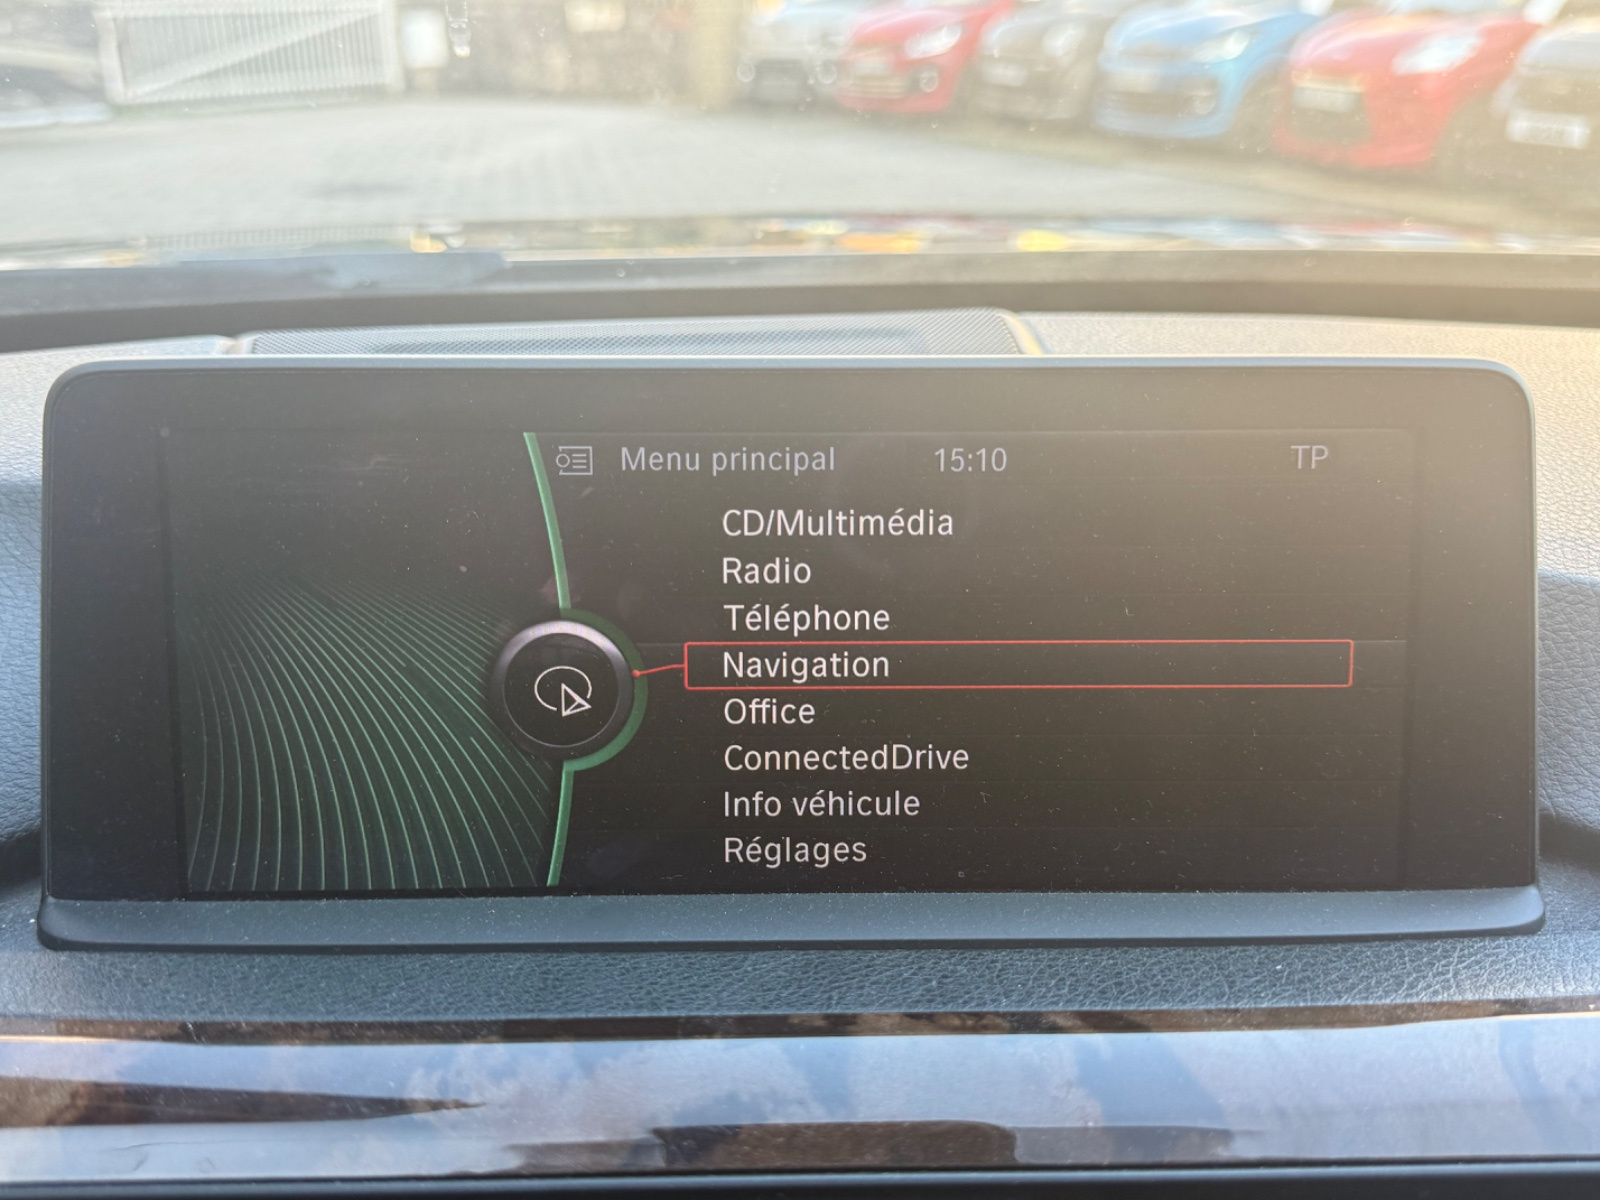 Menu principal 15:10 TP
CD/Multimédia
Radio
Téléphone
Navigation
Office
ConnectedDrive
Info véhicule
Réglages